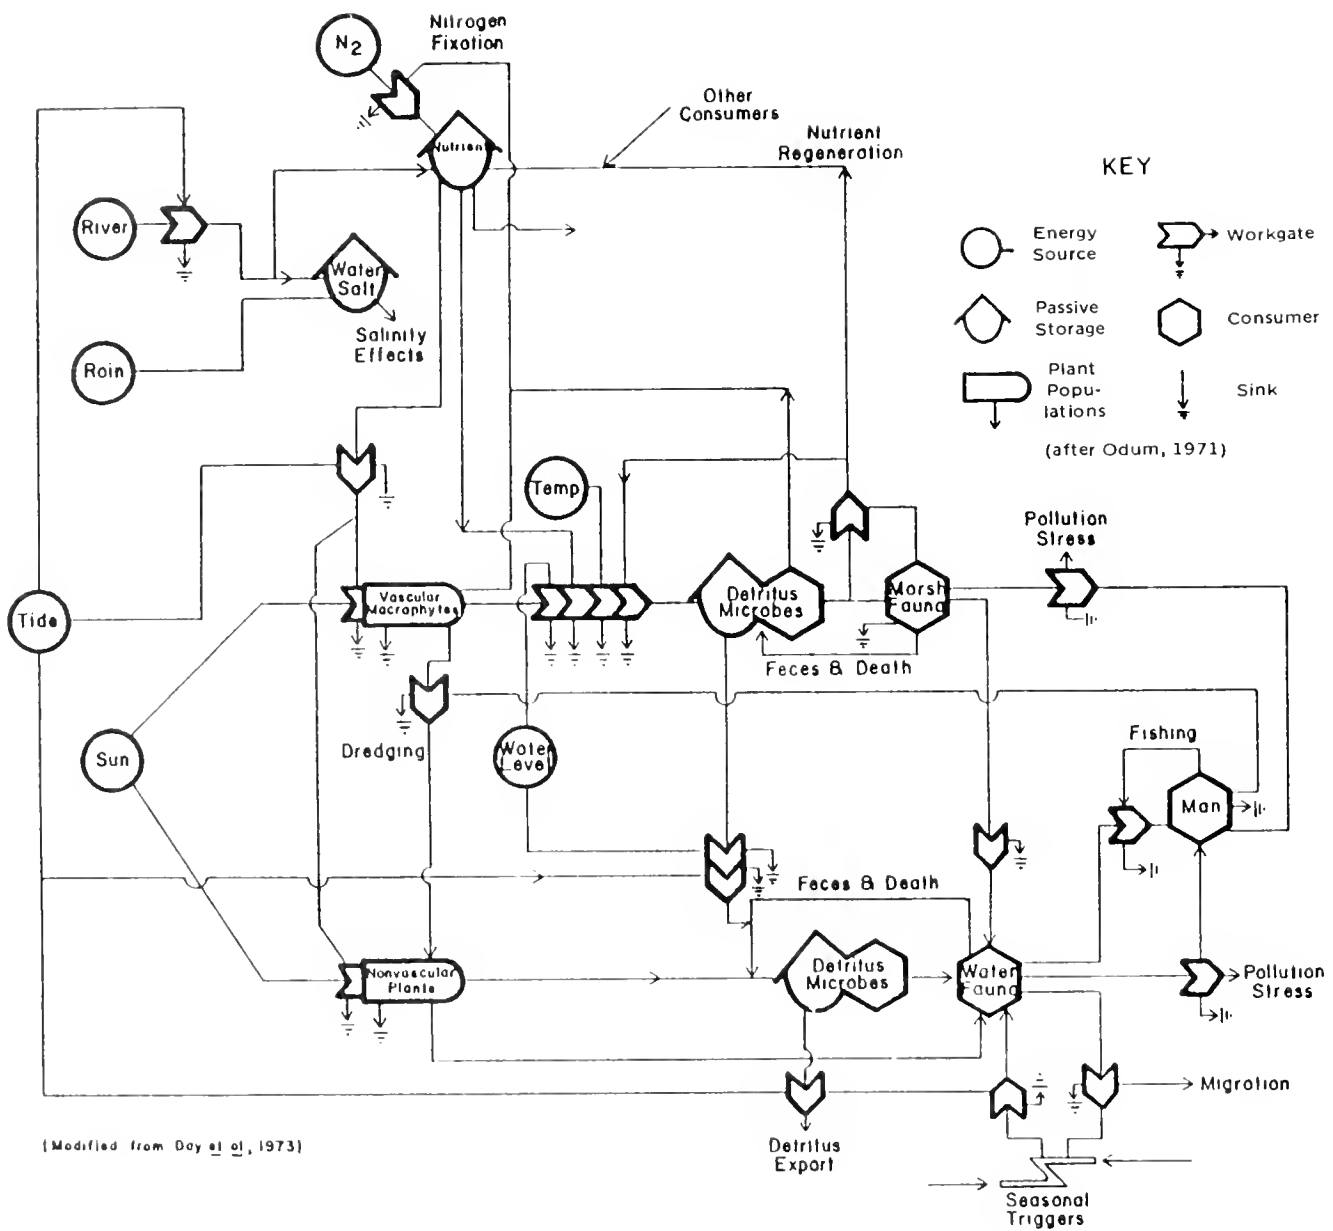 N2
Nitrogen
Fixation
Other
Consumers
Nutrient
Regeneration
Nutrient
River
Water
Salt
Salinity
Effects
Rain
KEY
Energy
Source
Workgate
Passive
Storage
Consumer
Plant
Popu-
lations
Sink
(after Odum, 1971)
Temp
Pollution
Stress
Tide
Vascular
Macrophytes
Detritus
Microbes
Marsh
Fauna
Feces & Death
Sun
Dredging
Water
Level
Fishing
Man
Feces & Death
Nonvascular
Plants
Detritus
Microbes
Water
Fauna
Pollution
Stress
Migration
Detritus
Export
Seasonal
Triggers
(Modified from Day et al, 1973)